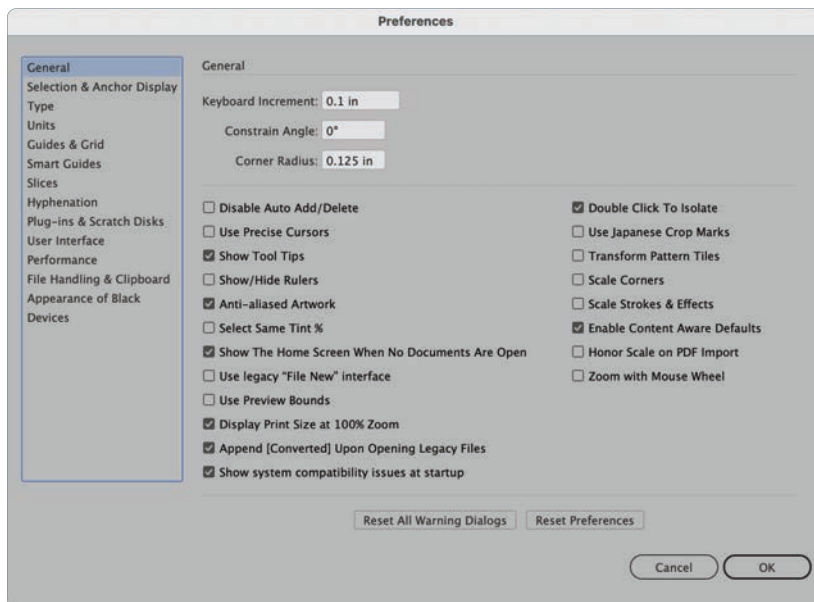 Preferences
General
Selection & Anchor Display
Type
Units
Guides & Grid
Smart Guides
Slices
Hyphenation
Plug-ins & Scratch Disks
User Interface
Performance
File Handling & Clipboard
Appearance of Black
Devices
General
Keyboard Increment: 0.1 in
Constrain Angle: 0°
Corner Radius: 0.125 in
Disable Auto Add/Delete
Use Precise Cursors
Show Tool Tips
Show/Hide Rulers
Anti-aliased Artwork
Select Same Tint %
Show The Home Screen When No Documents Are Open
Use legacy “File New” interface
Use Preview Bounds
Display Print Size at 100% Zoom
Append [Converted] Upon Opening Legacy Files
Show system compatibility issues at startup
Double Click To Isolate
Use Japanese Crop Marks
Transform Pattern Tiles
Scale Corners
Scale Strokes & Effects
Enable Content Aware Defaults
Honor Scale on PDF Import
Zoom with Mouse Wheel
Reset All Warning Dialogs Reset Preferences
Cancel OK